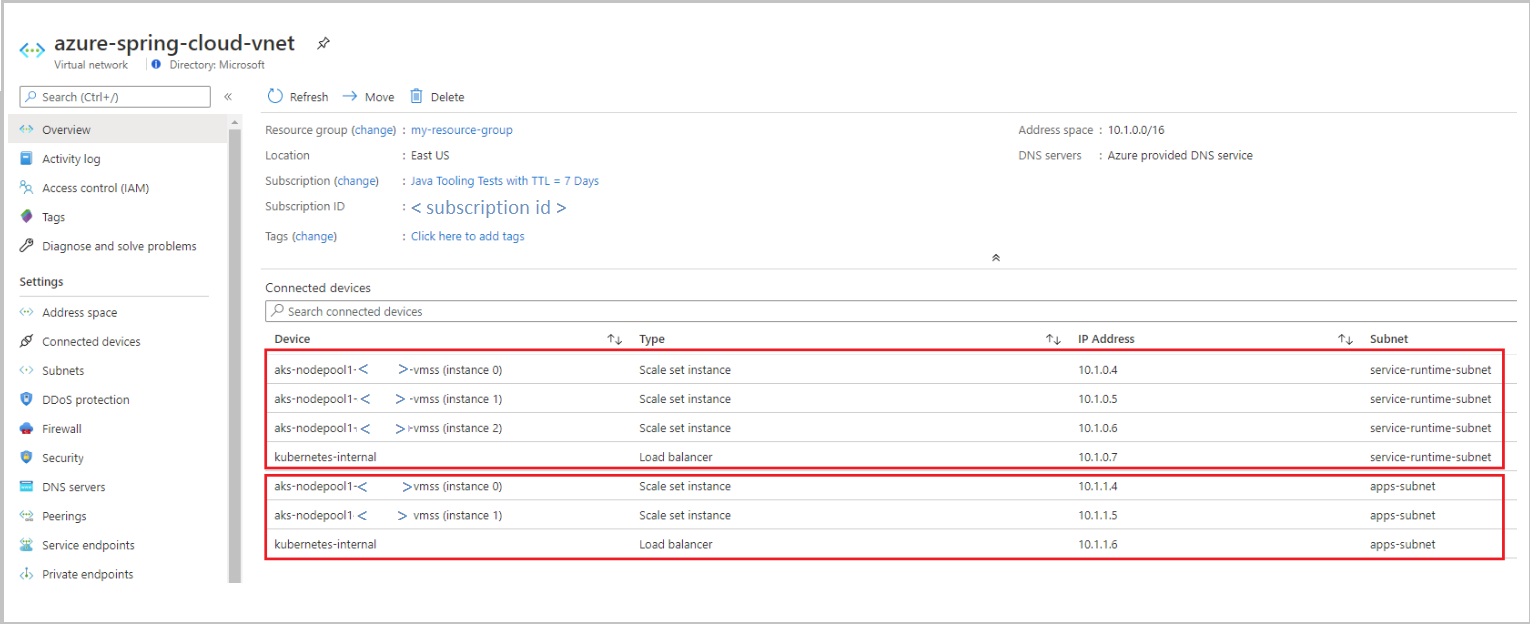 azure-spring-cloud-vnet
Virtual network Directory: Microsoft
Search (Ctrl+/) «
Overview
Activity log
Access control (IAM)
Tags
Diagnose and solve problems
Settings
Address space
Connected devices
Subnets
DDoS protection
Firewall
Security
DNS servers
Peerings
Service endpoints
Private endpoints
Refresh Move Delete
Resource group (change) : my-resource-group
Location : East US
Subscription (change) : Java Tooling Tests with TTL = 7 Days
Subscription ID : < subscription id >
Tags (change) : Click here to add tags
Address space : 10.1.0.0/16
DNS servers : Azure provided DNS service
Connected devices
Search connected devices
Device Type IP Address Subnet
aks-nodepool1-< >-vmss (instance 0) Scale set instance 10.1.0.4 service-runtime-subnet
aks-nodepool1-< > -vmss (instance 1) Scale set instance 10.1.0.5 service-runtime-subnet
aks-nodepool1-< >-vmss (instance 2) Scale set instance 10.1.0.6 service-runtime-subnet
kubernetes-internal Load balancer 10.1.0.7 service-runtime-subnet
aks-nodepool1-< >vmss (instance 0) Scale set instance 10.1.1.4 apps-subnet
aks-nodepool1 < > vmss (instance 1) Scale set instance 10.1.1.5 apps-subnet
kubernetes-internal Load balancer 10.1.1.6 apps-subnet